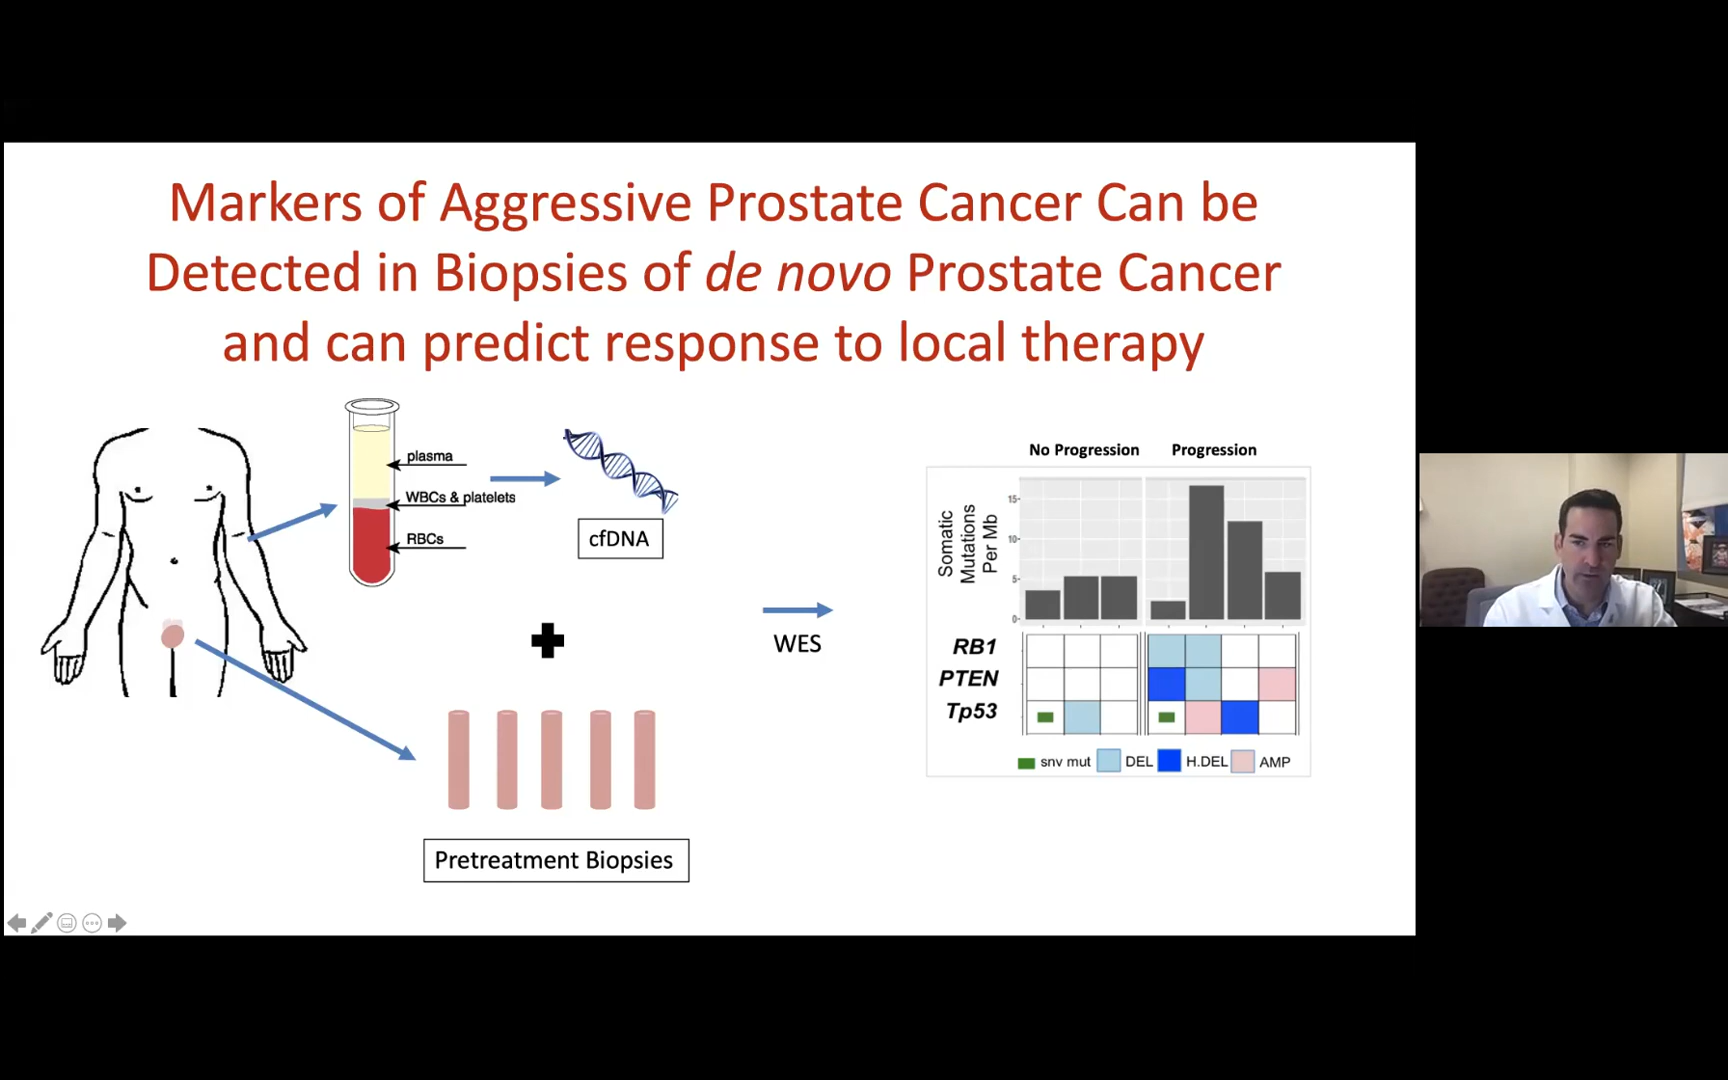 Markers of Aggressive Prostate Cancer Can be
Detected in Biopsies of de novo Prostate Cancer
and can predict response to local therapy
plasma
WBCs & platelets
RBCs
cfDNA
WES
Pretreatment Biopsies
No Progression
Progression
Somatic
Mutations
Per Mb
15
10
5
0
RB1
PTEN
Tp53
snv mut
DEL
H.DEL
AMP